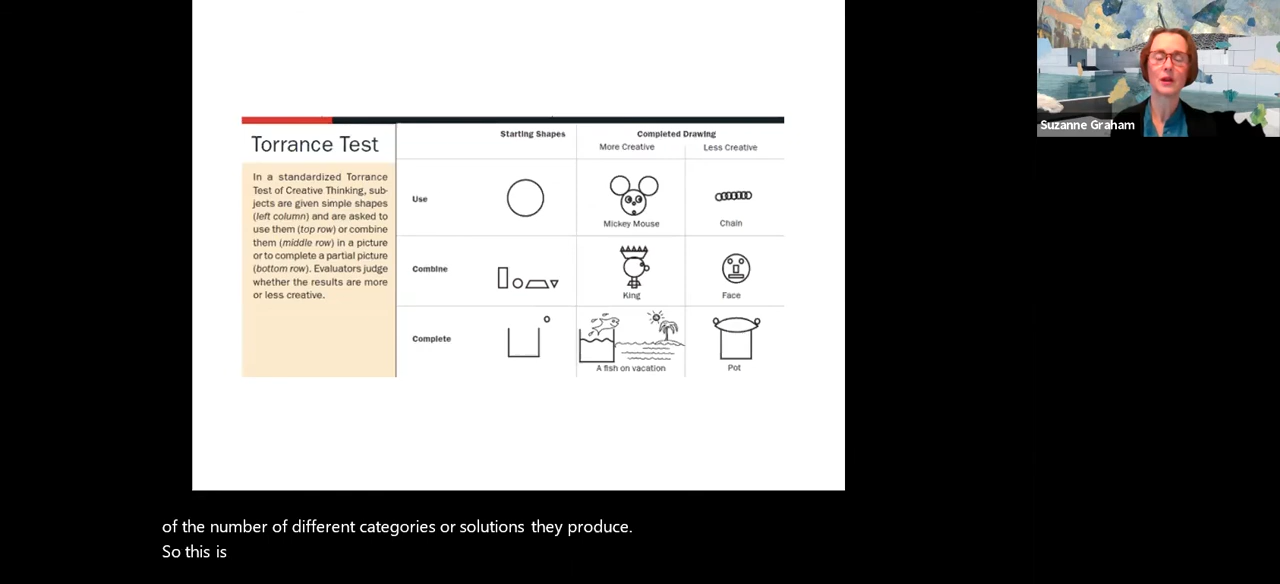 Torrance Test
In a standardized Torrance
Test of Creative Thinking, sub-
jects are given simple shapes
(left column) and are asked to
use them (top row) or combine
them (middle row) in a picture
or to complete a partial picture
(bottom row). Evaluators judge
whether the results are more
or less creative.
Starting Shapes
Completed Drawing
More Creative
Less Creative
Use
Mickey Mouse
Chain
Combine
King
Face
Complete
A fish on vacation
Pot
Suzanne Graham
of the number of different categories or solutions they produce.
So this is